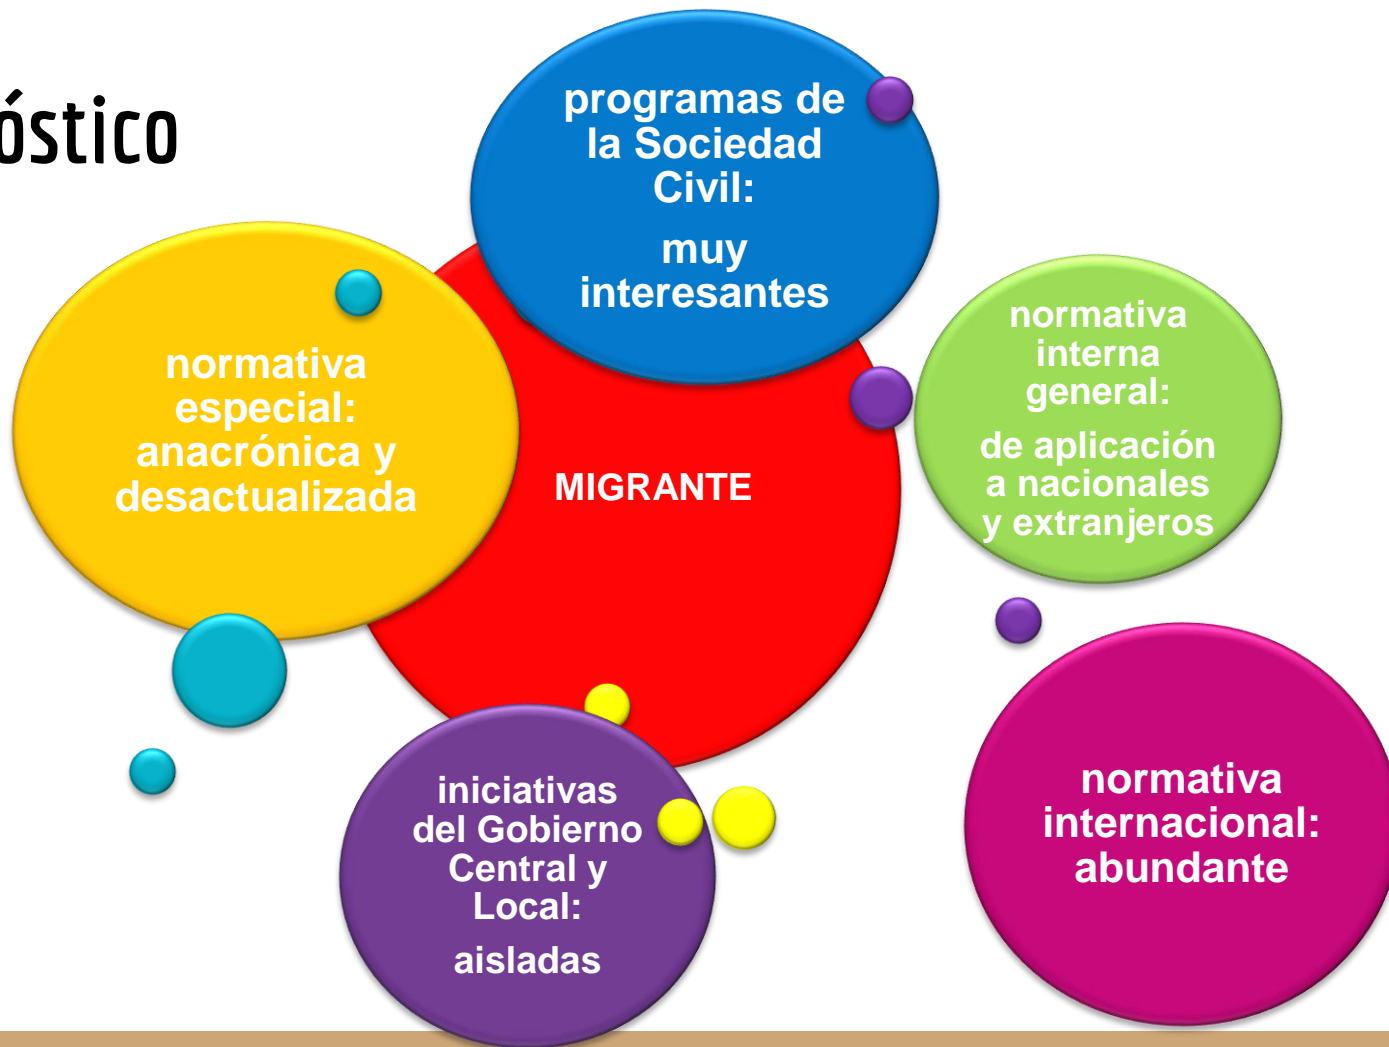 óstico
programas de
la Sociedad
Civil:
muy
interesantes
normativa
especial:
anacrónica y
desactualizada
MIGRANTE
normativa
interna
general:
de aplicación
a nacionales
y extranjeros
iniciativas
del Gobierno
Central y
Local:
aisladas
normativa
internacional:
abundante